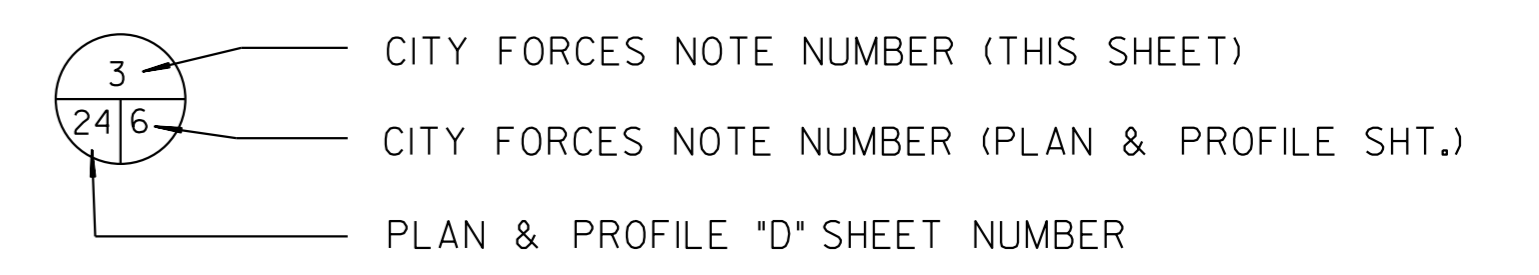 3
CITY FORCES NOTE NUMBER (THIS SHEET)
24 6
CITY FORCES NOTE NUMBER (PLAN & PROFILE SHT.)
PLAN & PROFILE "D" SHEET NUMBER